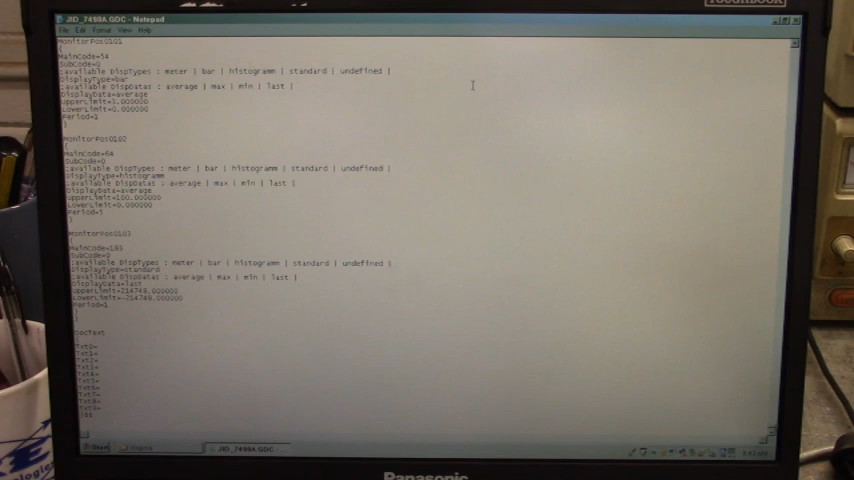 TOUGHBOOK
JID_7498A.GDC - Notepad
File Edit Format View Help
MonitorPos0101
{
MainCode=54
SubCode=0
;available DispTypes : meter | bar | histogramm | standard | undefined |
DisplayType=bar
;available DispDatas : average | max | min | last |
DisplayData=average
UpperLimit=3.000000
LowerLimit=0.000000
Period=1
}
MonitorPos0102
{
MainCode=64
SubCode=0
;available DispTypes : meter | bar | histogramm | standard | undefined |
DisplayType=histogramm
;available DispDatas : average | max | min | last |
DisplayData=average
UpperLimit=100.000000
LowerLimit=0.000000
Period=5
}
MonitorPos0103
{
MainCode=183
SubCode=0
;available DispTypes : meter | bar | histogramm | standard | undefined |
DisplayType=standard
;available DispDatas : average | max | min | last |
DisplayData=last
UpperLimit=214748.000000
LowerLimit=-214748.000000
Period=1
}
}
DocText
{
Txt0=
Txt1=
Txt2=
Txt3=
Txt4=
Txt5=
Txt6=
Txt7=
Txt8=
Txt9=
Start
JID_7498A.GDC - 
Panasonic